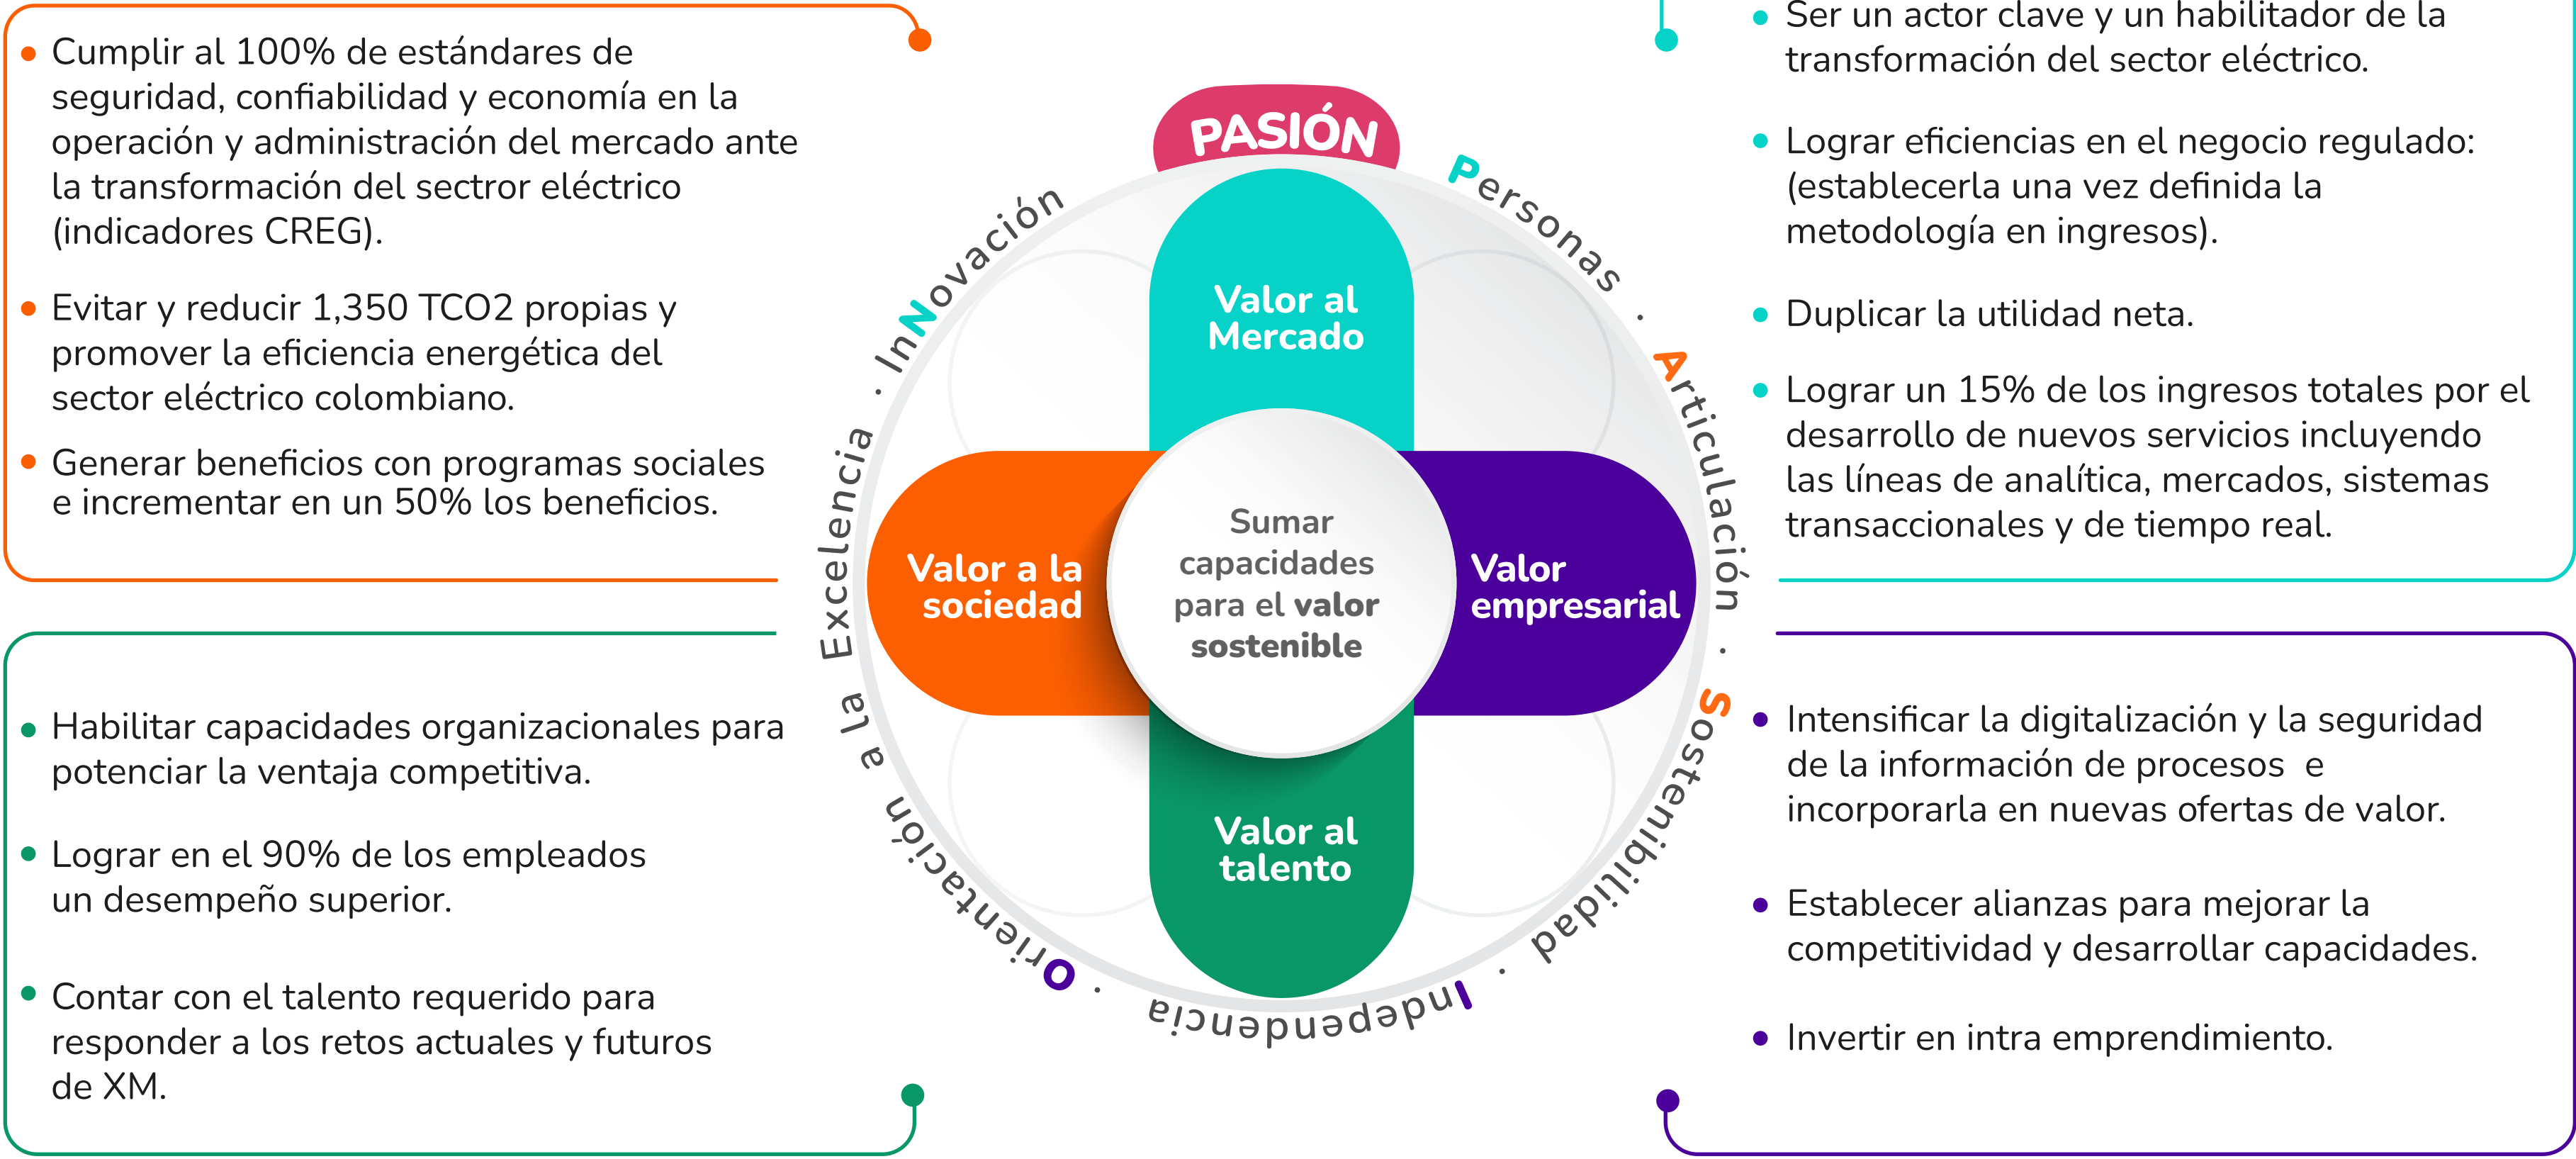 Cumplir al 100% de estándares de
seguridad, confiabilidad y economía en la
operación y administración del mercado ante
la transformación del sectror eléctrico
(indicadores CREG).
Evitar y reducir 1,350 TCO2 propias y
promover la eficiencia energética del
sector eléctrico colombiano.
Generar beneficios con programas sociales
e incrementar en un 50% los beneficios.
Habilitar capacidades organizacionales para
potenciar la ventaja competitiva.
Lograr en el 90% de los empleados
un desempeño superior.
Contar con el talento requerido para
responder a los retos actuales y futuros
de XM.
PASIÓN
Personas · Articulación · Sostenibilidad · Independencia · Orientación a la Excelencia · InNovación
Valor al
Mercado
Valor a la
sociedad
Sumar
capacidades
para el valor
sostenible
Valor
empresarial
Valor al
talento
Ser un actor clave y un habilitador de la
transformación del sector eléctrico.
Lograr eficiencias en el negocio regulado:
(establecerla una vez definida la
metodología en ingresos).
Duplicar la utilidad neta.
Lograr un 15% de los ingresos totales por el
desarrollo de nuevos servicios incluyendo
las líneas de analítica, mercados, sistemas
transaccionales y de tiempo real.
Intensificar la digitalización y la seguridad
de la información de procesos e
incorporarla en nuevas ofertas de valor.
Establecer alianzas para mejorar la
competitividad y desarrollar capacidades.
Invertir en intra emprendimiento.